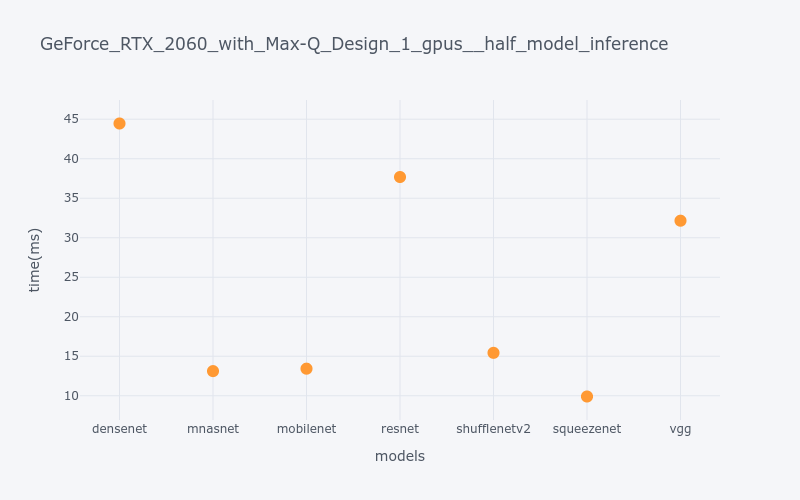 GeForce_RTX_2060_with_Max-Q_Design_1_gpus__half_model_inference
time(ms)
45
40
35
30
25
20
15
10
densenet mnasnet mobilenet resnet shufflenetv2 squeezenet vgg
models